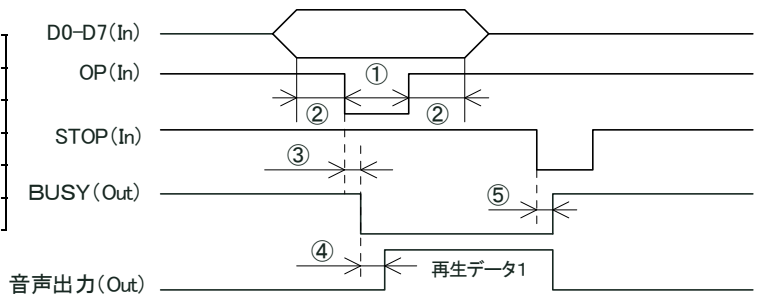 D0-D7(In)
OP(In)
①
② ②
STOP(In)
③
BUSY(Out)
⑤
④
音声出力(Out)
再生データ1